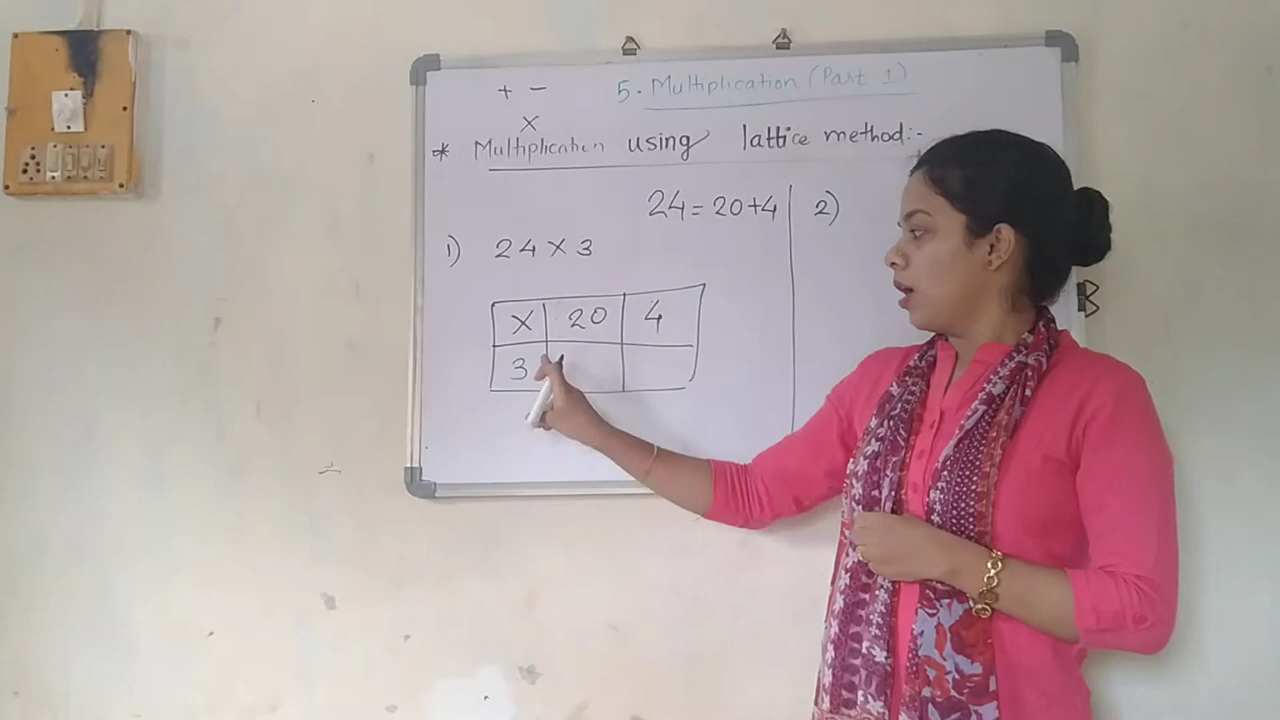 + -
5. Multiplication (Part 1)
x
* Multiplication using lattice method:-
24 = 20+4
2)
1) 24 x 3
x 20 4
3